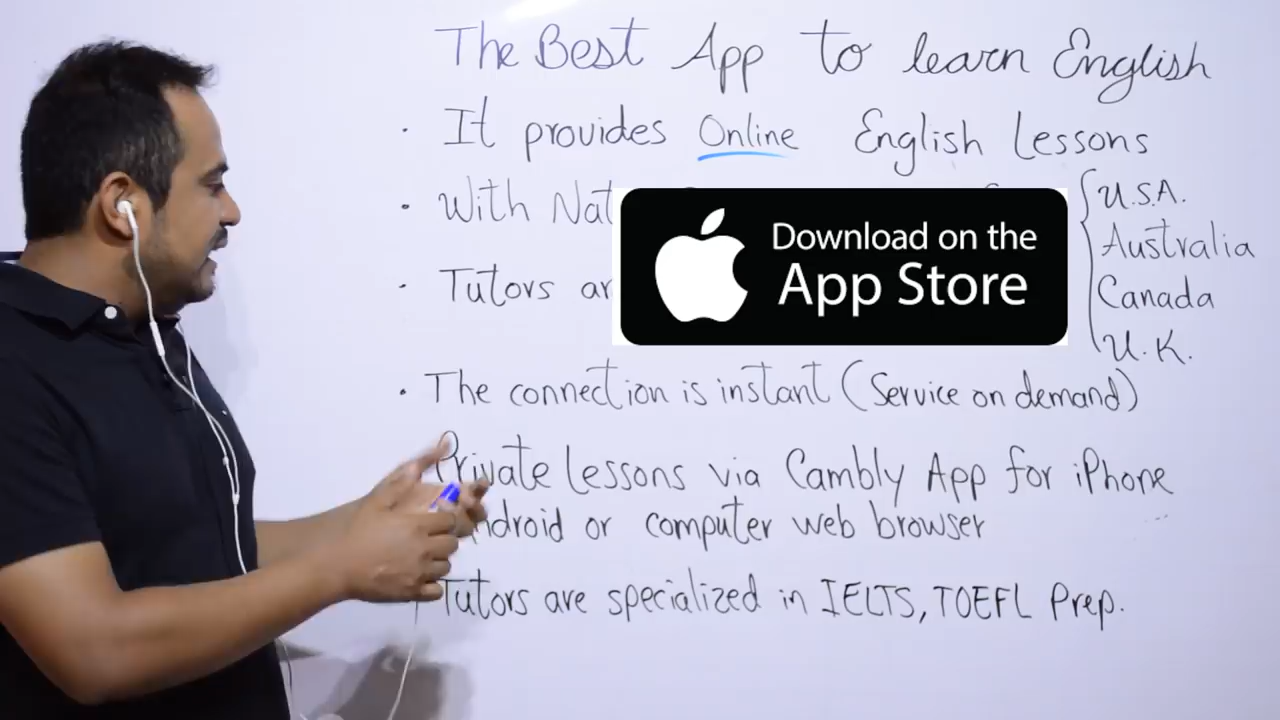 The Best App to learn English
. It provides Online English Lessons
. With Nat
U.S.A.
Australia
Canada
U.K.
Download on the
App Store
. Tutors ar
. The connection is instant (Service on demand)
Private lessons via Cambly App for iPhone
Android or computer web browser
Tutors are specialized in IELTS, TOEFL Prep.